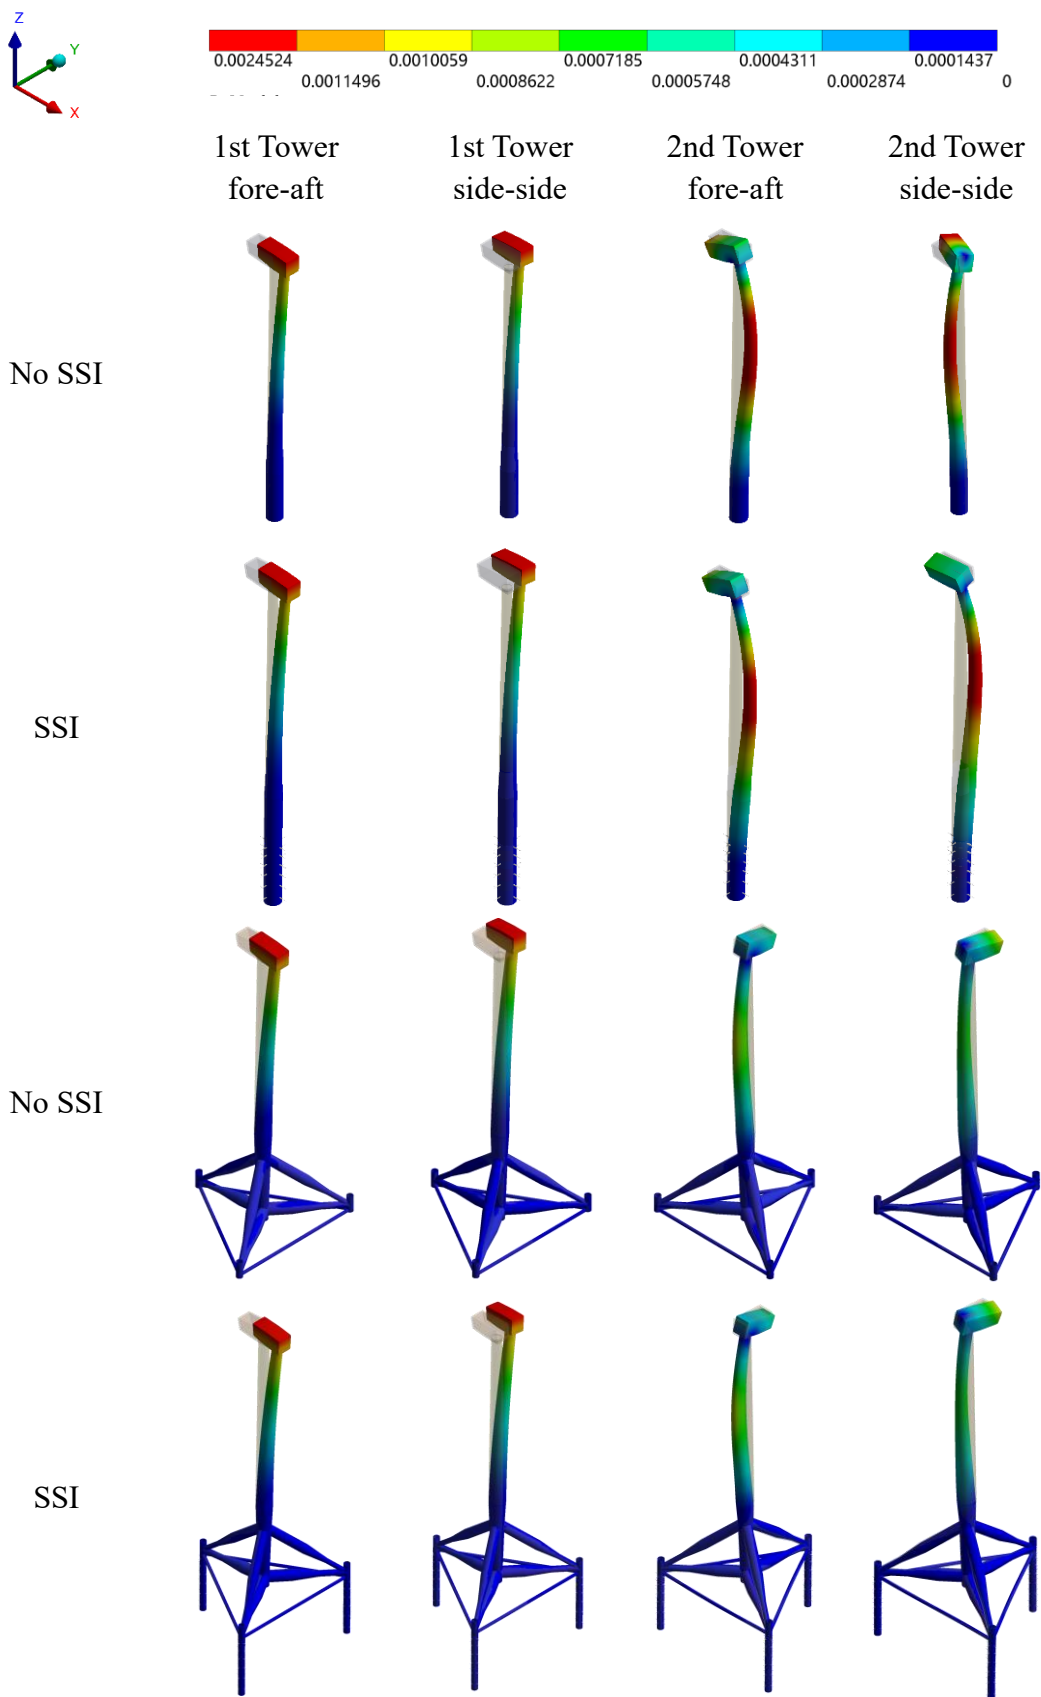 Z
Y
X
0.0024524 0.0010059 0.0007185 0.0004311 0.0001437
0.0011496 0.0008622 0.0005748 0.0002874 0
1st Tower 1st Tower 2nd Tower 2nd Tower
fore-aft side-side fore-aft side-side
No SSI
SSI
No SSI
SSI